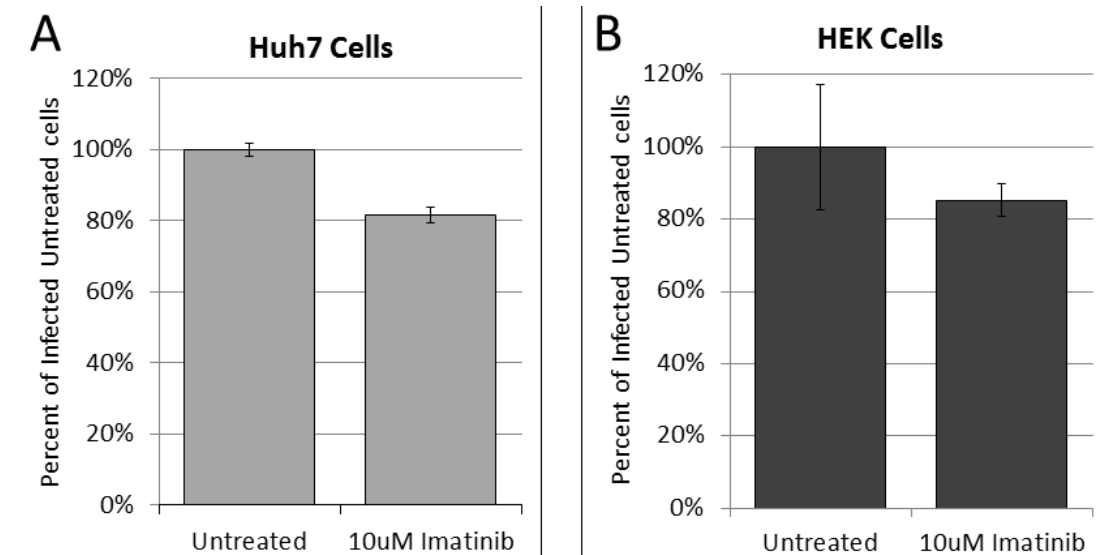 A
Huh7 Cells
Percent of Infected Untreated cells
120%
100%
80%
60%
40%
20%
0%
Untreated
10uM Imatinib
B
HEK Cells
Percent of Infected Untreated cells
120%
100%
80%
60%
40%
20%
0%
Untreated
10uM Imatinib